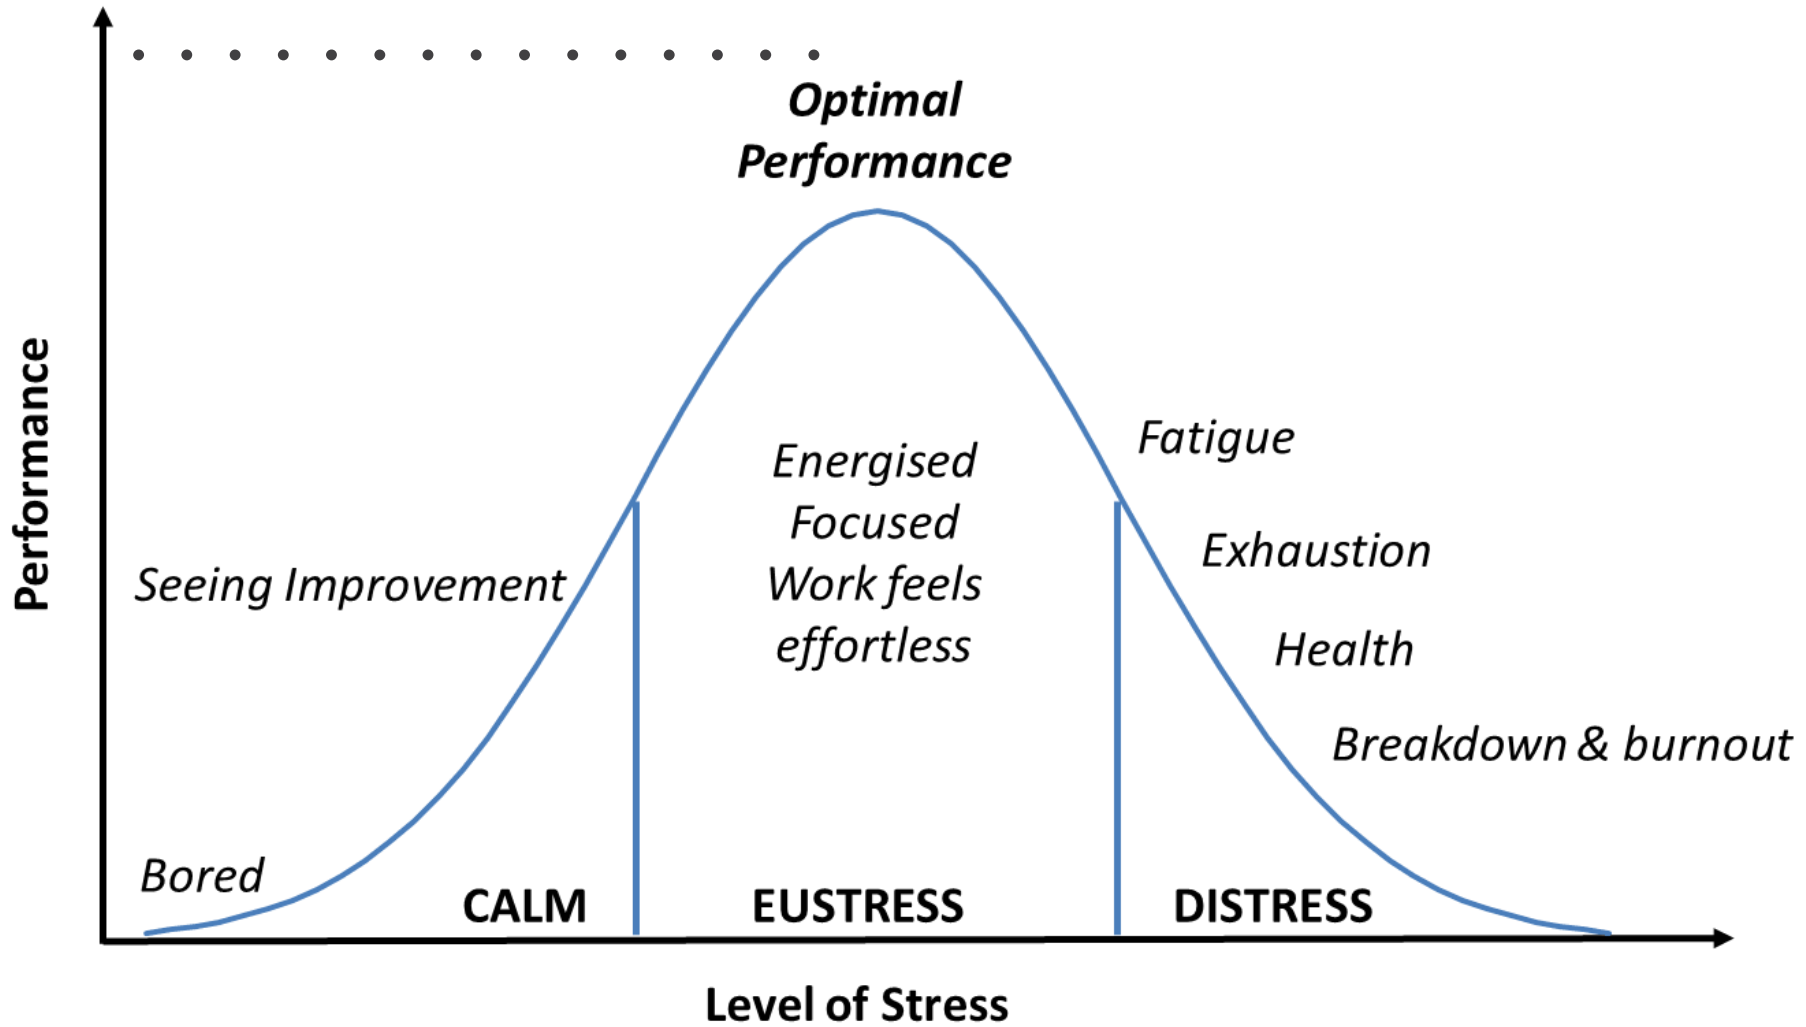 Optimal
Performance
Performance
Energised
Focused
Work feels
effortless
Seeing Improvement
Bored
Fatigue
Exhaustion
Health
Breakdown & burnout
CALM
EUSTRESS
DISTRESS
Level of Stress